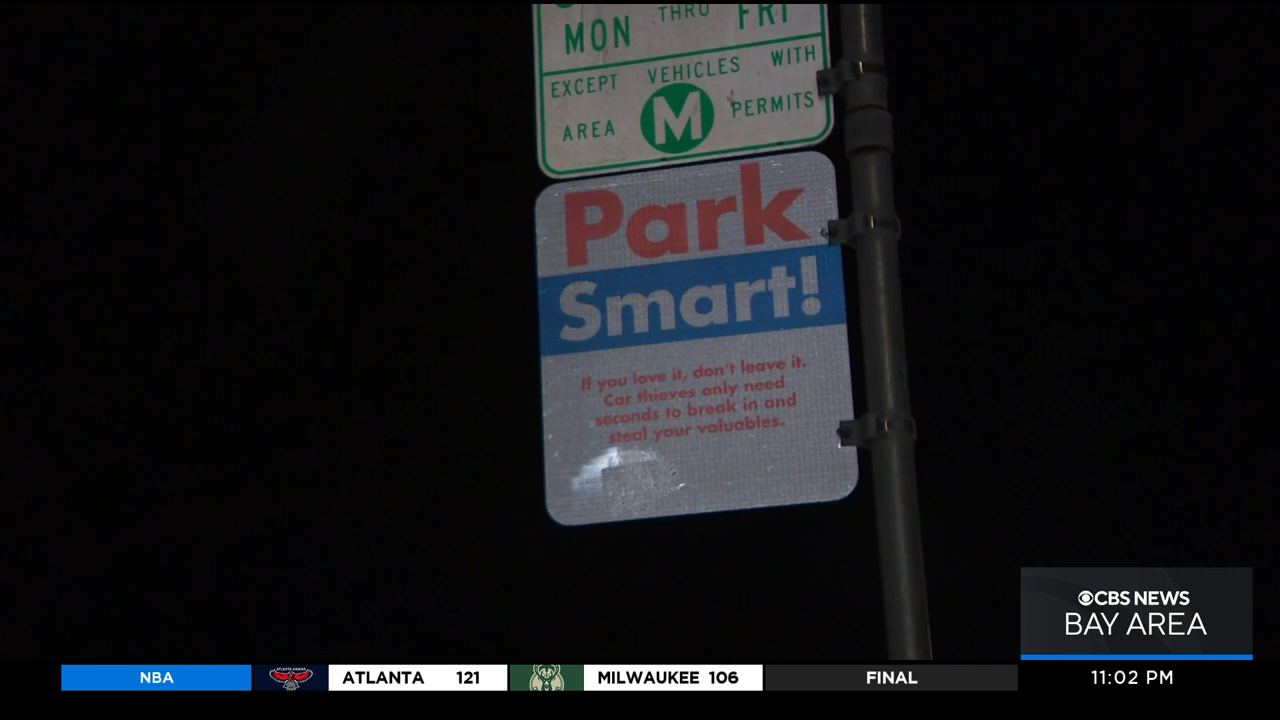 MON THRU FRI
EXCEPT VEHICLES WITH
AREA M PERMITS
Park
Smart!
If you love it, don't leave it.
Car thieves only need
seconds to break in and
steal your valuables.
CBS NEWS
BAY AREA
NBA ATLANTA 121 MILWAUKEE 106 FINAL 11:02 PM